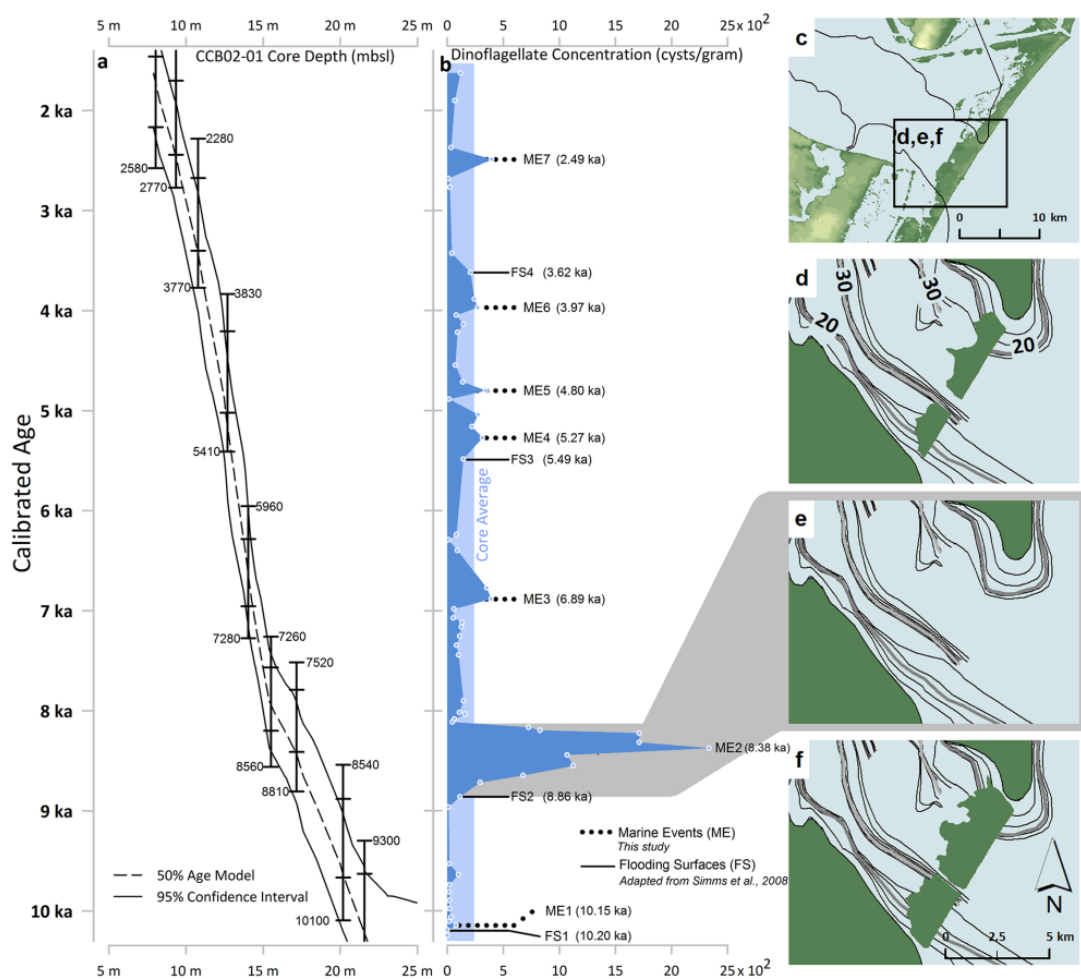 5 m 10 m 15 m 20 m 25 m
0 5 10 25 x 10²
a CCB02-01 Core Depth (mbsl)
b Dinoflagellate Concentration (cysts/gram)
Calibrated Age
2 ka
3 ka
4 ka
5 ka
6 ka
7 ka
8 ka
9 ka
10 ka
2280
2580
2770
3770
3830
5410
5960
7280
7260
7520
8560
8810
8540
9300
10100
50% Age Model
95% Confidence Interval
ME7 (2.49 ka)
FS4 (3.62 ka)
ME6 (3.97 ka)
ME5 (4.80 ka)
ME4 (5.27 ka)
FS3 (5.49 ka)
Core Average
ME3 (6.89 ka)
ME2 (8.38 ka)
FS2 (8.86 ka)
Marine Events (ME)
This study
Flooding Surfaces (FS)
Adapted from Simms et al., 2008
ME1 (10.15 ka)
FS1 (10.20 ka)
5 m 10 m 15 m 20 m 25 m
0 5 10 25 x 10²
c
d,e,f
0 10 km
d
30
30
20
20
e
f
N
0 2,5 5 km